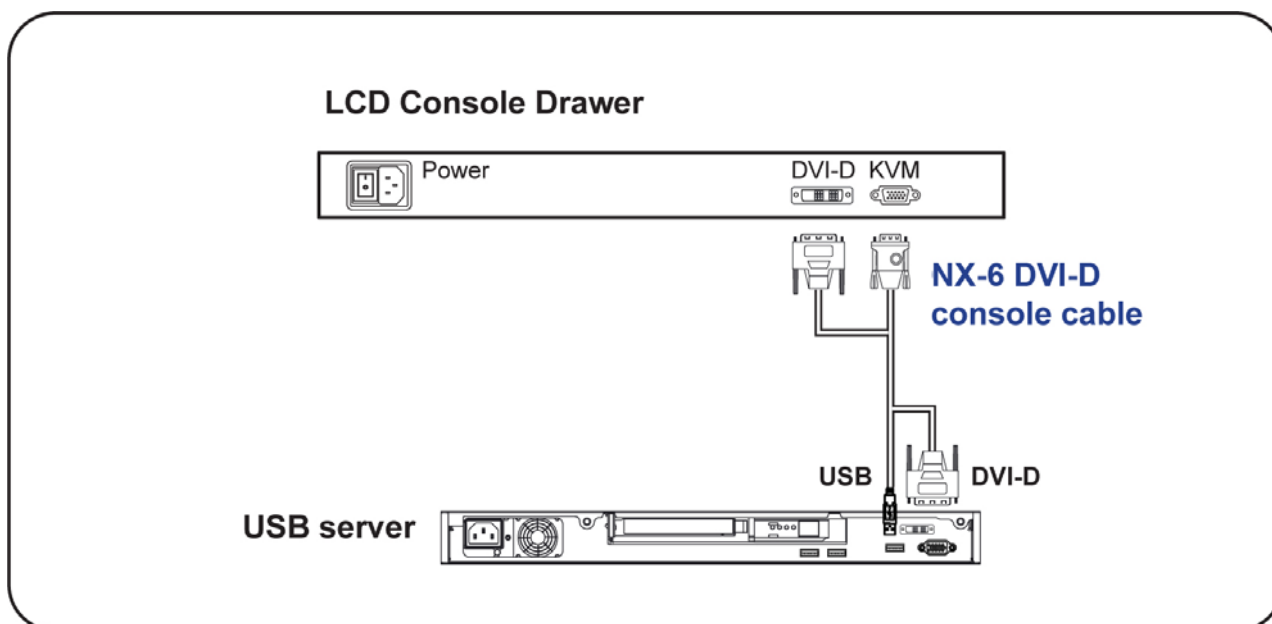 LCD Console Drawer
Power
DVI-D KVM
NX-6 DVI-D
console cable
USB DVI-D
USB server